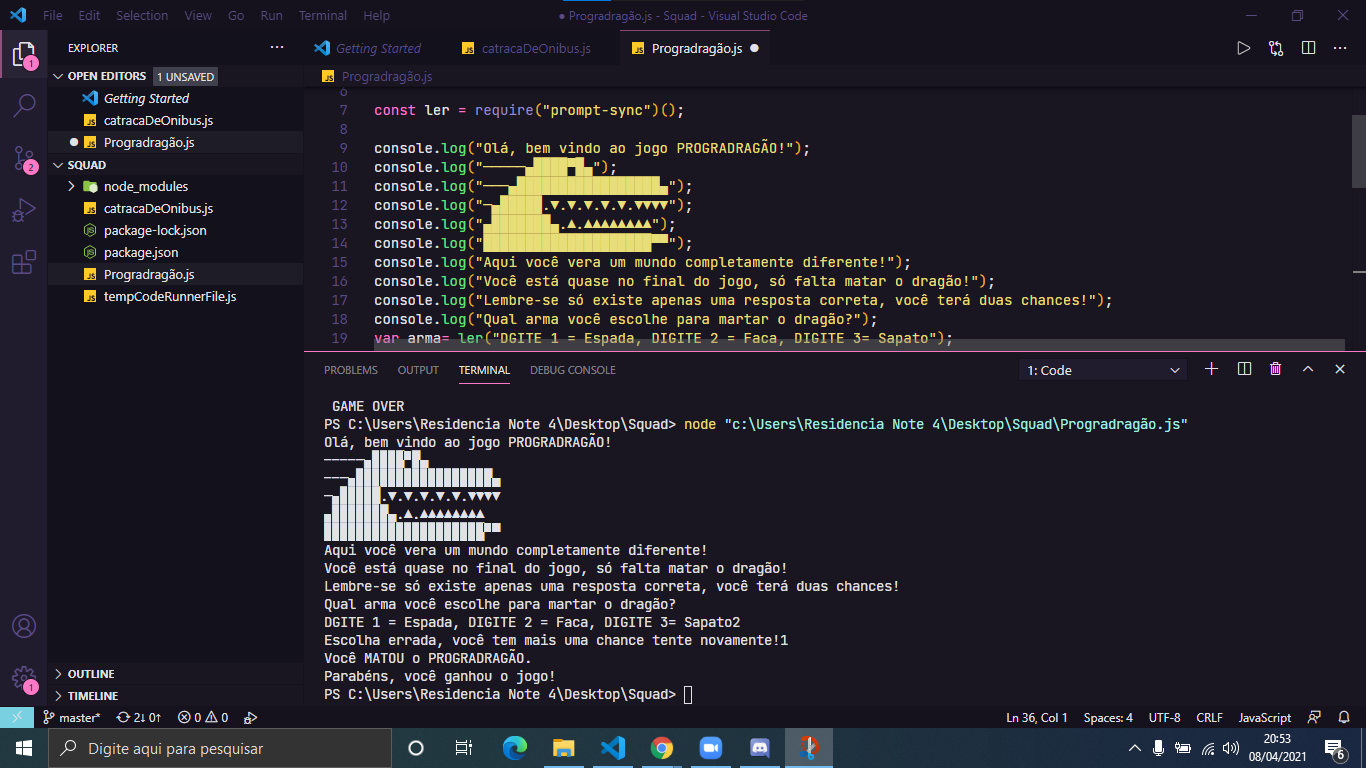 File Edit Selection View Go Run Terminal Help
● Progradragão.js - Squad - Visual Studio Code
EXPLORER
OPEN EDITORS 1 UNSAVED
Getting Started
catracaDeOnibus.js
Progradragão.js
SQUAD
node_modules
catracaDeOnibus.js
package-lock.json
package.json
Progradragão.js
tempCodeRunnerFile.js
OUTLINE
TIMELINE
Getting Started catracaDeOnibus.js Progradragão.js
Progradragão.js
6
7 const ler = require("prompt-sync")();
8
9 console.log("Olá, bem vindo ao jogo PROGRADRAGÃO!");
10 console.log("─────▄████▀█▄");
11 console.log("───▄█████████████████▄");
12 console.log("─▄█████.▼.▼.▼.▼.▼.▼▼▼▼");
13 console.log("▄███████▄.▲.▲▲▲▲▲▲▲▲");
14 console.log("████████████████████▀▀");
15 console.log("Aqui você vera um mundo completamente diferente!");
16 console.log("Você está quase no final do jogo, só falta matar o dragão!");
17 console.log("Lembre-se só existe apenas uma resposta correta, você terá duas chances!");
18 console.log("Qual arma você escolhe para martar o dragão?");
19 var arma= ler("DGITE 1 = Espada, DIGITE 2 = Faca, DIGITE 3= Sapato");
PROBLEMS OUTPUT TERMINAL DEBUG CONSOLE
1: Code
GAME OVER
PS C:\Users\Residencia Note 4\Desktop\Squad> node "c:\Users\Residencia Note 4\Desktop\Squad\Progradragão.js"
Olá, bem vindo ao jogo PROGRADRAGÃO!
─────▄████▀█▄
───▄█████████████████▄
─▄█████.▼.▼.▼.▼.▼.▼▼▼▼
▄███████▄.▲.▲▲▲▲▲▲▲▲
████████████████████▀▀
Aqui você vera um mundo completamente diferente!
Você está quase no final do jogo, só falta matar o dragão!
Lembre-se só existe apenas uma resposta correta, você terá duas chances!
Qual arma você escolhe para martar o dragão?
DGITE 1 = Espada, DIGITE 2 = Faca, DIGITE 3= Sapato2
Escolha errada, você tem mais uma chance tente novamente!1
Você MATOU o PROGRADRAGÃO.
Parabéns, você ganhou o jogo!
PS C:\Users\Residencia Note 4\Desktop\Squad>
1
2
1
master* 2↓ 0↑ 0 0
Ln 36, Col 1 Spaces: 4 UTF-8 CRLF JavaScript
Digite aqui para pesquisar
20:53
08/04/2021
6